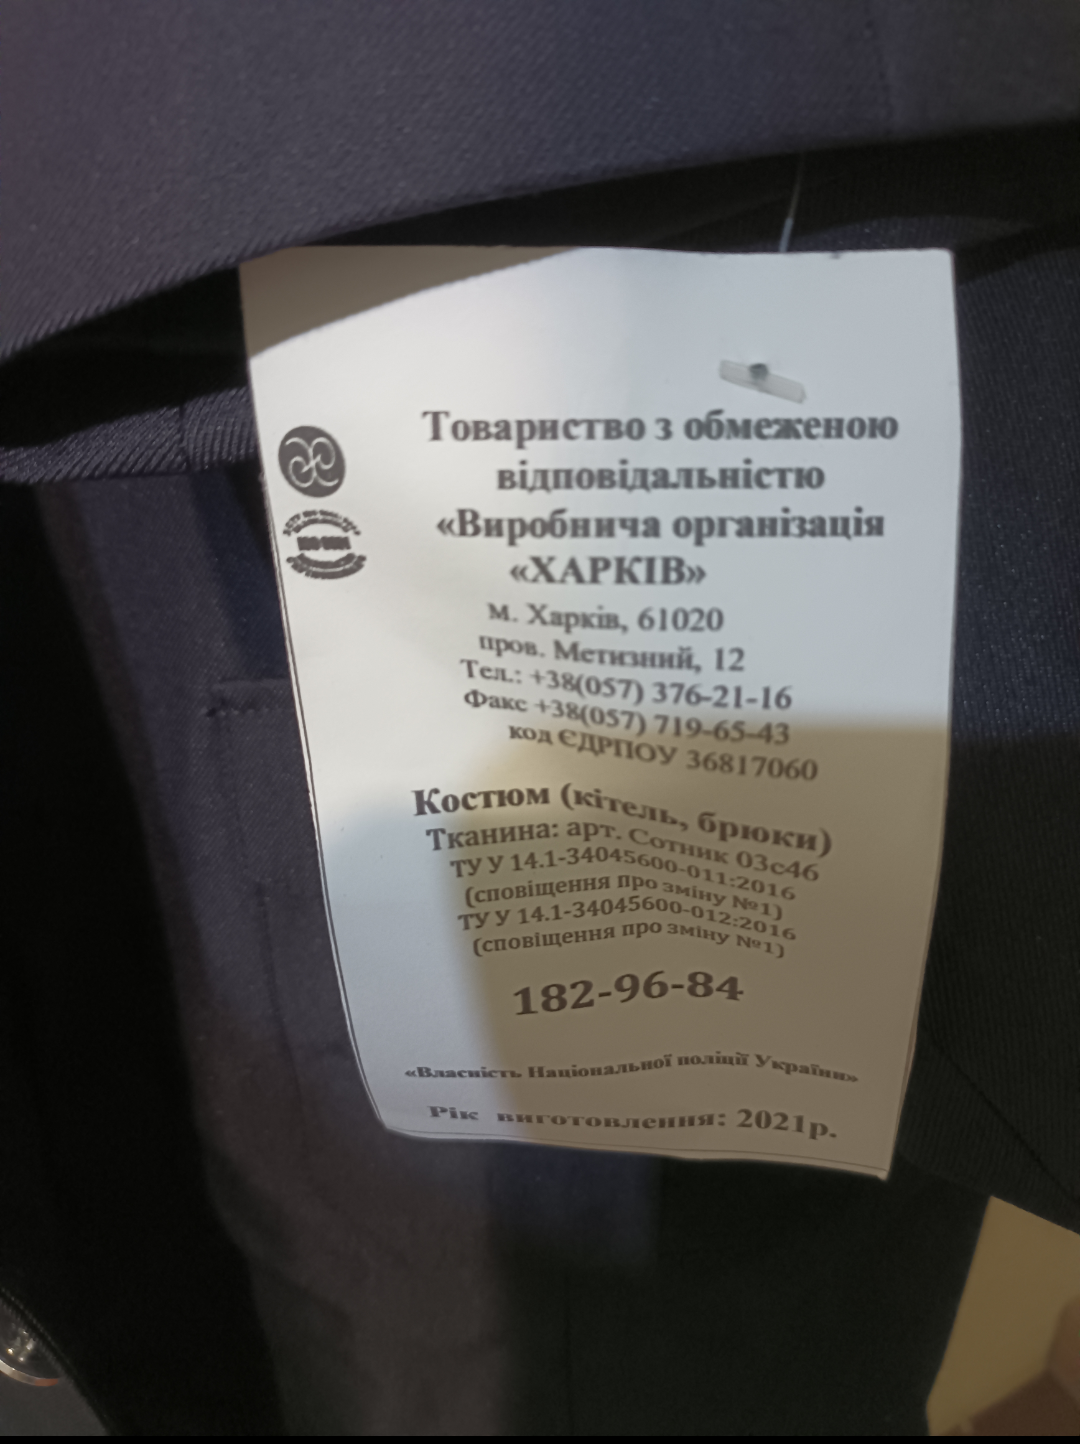 Товариство з обмеженою
відповідальністю
«Виробнича організація
«ХАРКІВ»
м. Харків, 61020
пров. Метизний, 12
Тел.: +38(057) 376-21-16
Факс +38(057) 719-65-43
код ЄДРПОУ 36817060
Костюм (кітель, брюки)
Тканина: арт. Сотник 03с46
ТУ У 14.1-34045600-011:2016
(сповіщення про зміну №1)
ТУ У 14.1-34045600-012:2016
(сповіщення про зміну №1)
182-96-84
«Власність Національної поліції України»
Рік виготовлення: 2021р.